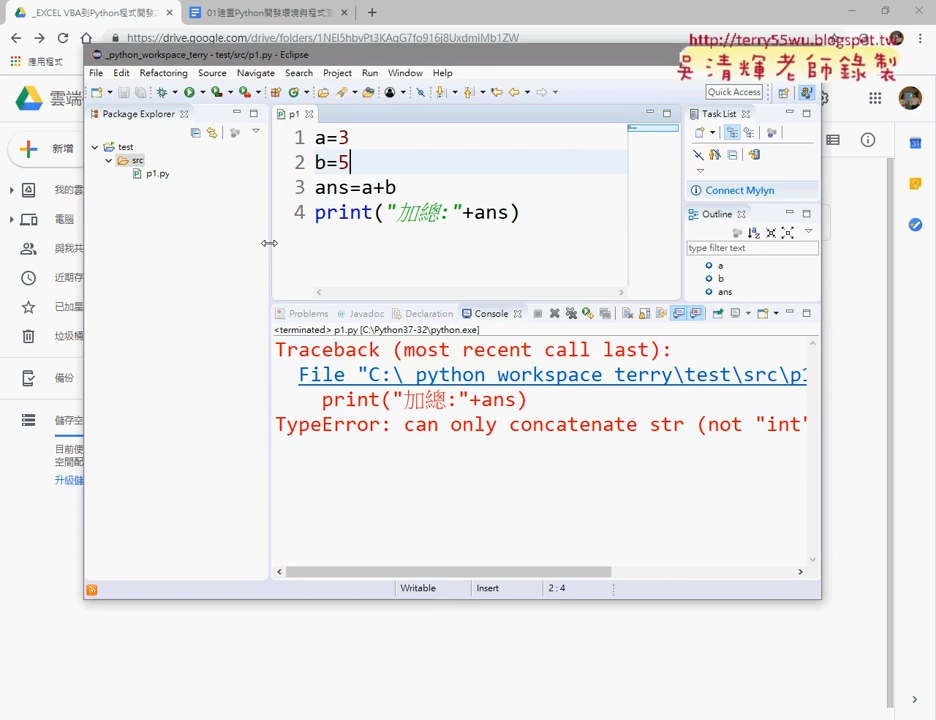 _EXCEL VBA到Python程式開發
01建置Python開發環境與程式
https://drive.google.com/drive/folders/1NEI5hbvPt3KAqG7fo916j8UxdmiMb1ZW
http://terry55wu.blogspot.tw
吳清輝老師錄製
應用程式
_python_workspace_terry - test/src/p1.py - Eclipse
File Edit Refactoring Source Navigate Search Project Run Window Help
Quick Access
雲端
新增
我的雲
電腦
與我共
近期存
已加星
垃圾桶
備份
儲存空
目前使
空間配
升級儲
Package Explorer
test
src
p1.py
p1
1 a=3
2 b=5
3 ans=a+b
4 print("加總:"+ans)
Task List
Connect Mylyn
Outline
type filter text
a
b
ans
Problems Javadoc Declaration Console
<terminated> p1.py [C:\Python37-32\python.exe]
Traceback (most recent call last):
File "C:\_python_workspace_terry\test\src\p1
print("加總:"+ans)
TypeError: can only concatenate str (not "int"
Writable Insert 2 : 4